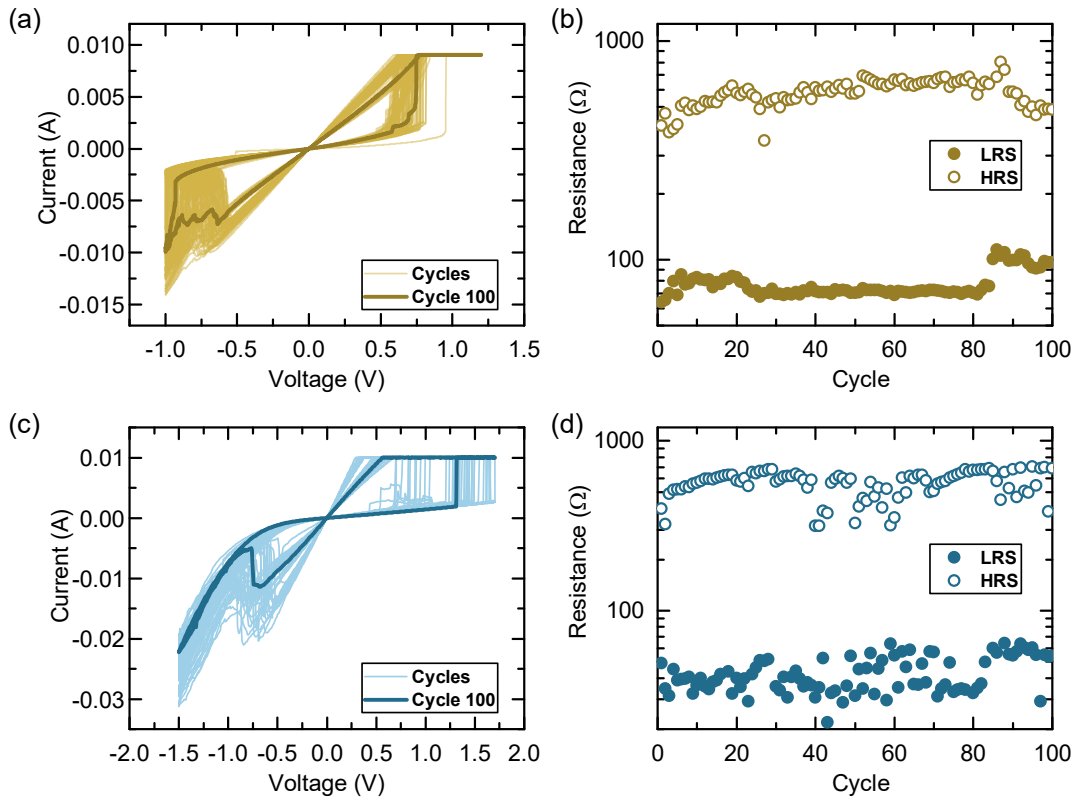 (a)
0.010
0.005
0.000
-0.005
-0.010
-0.015
Current (A)
-1.0 -0.5 0.0 0.5 1.0 1.5
Voltage (V)
Cycles
Cycle 100
(b)
1000
100
Resistance (Ω)
0 20 40 60 80 100
Cycle
LRS
HRS
(c)
0.01
0.00
-0.01
-0.02
-0.03
Current (A)
-2.0 -1.5 -1.0 -0.5 0.0 0.5 1.0 1.5 2.0
Voltage (V)
Cycles
Cycle 100
(d)
1000
100
Resistance (Ω)
0 20 40 60 80 100
Cycle
LRS
HRS